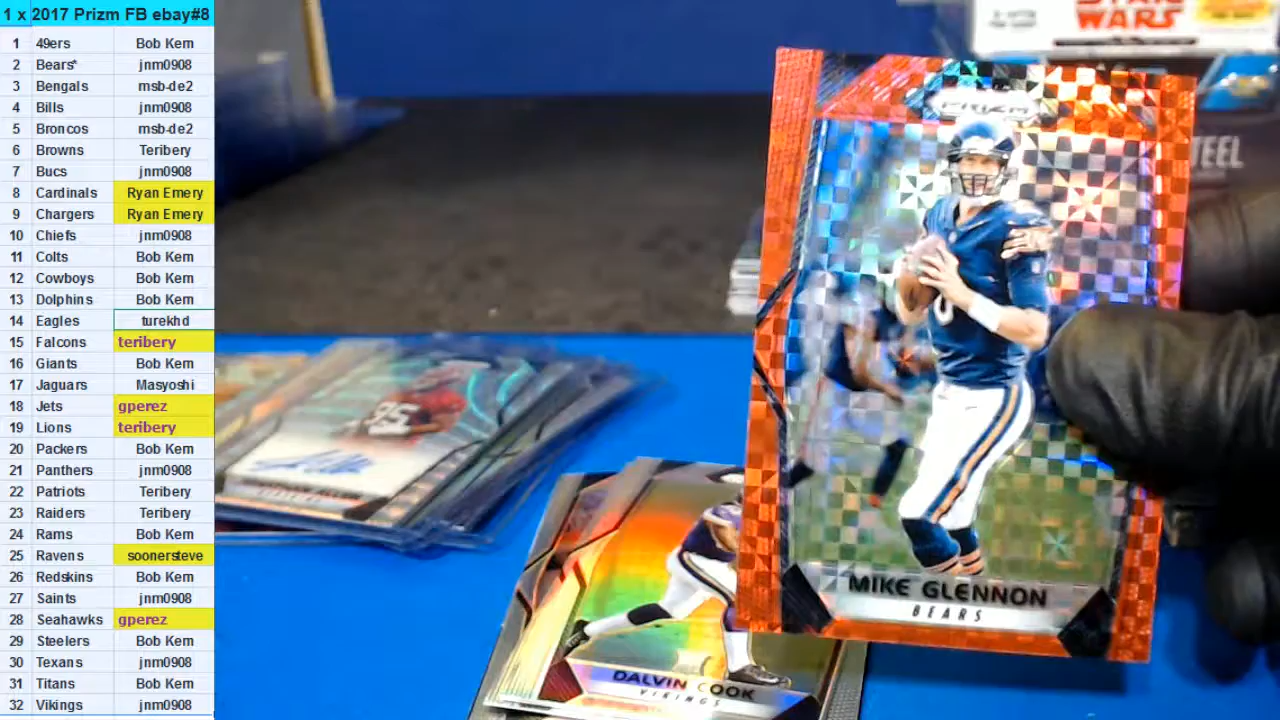 1 x 2017 Prizm FB ebay#8
1 49ers Bob Kem
2 Bears* jnm0908
3 Bengals msb-de2
4 Bills jnm0908
5 Broncos msb-de2
6 Browns Teribery
7 Bucs jnm0908
8 Cardinals Ryan Emery
9 Chargers Ryan Emery
10 Chiefs jnm0908
11 Colts Bob Kem
12 Cowboys Bob Kem
13 Dolphins Bob Kem
14 Eagles turekhd
15 Falcons teribery
16 Giants Bob Kem
17 Jaguars Masyoshi
18 Jets gperez
19 Lions teribery
20 Packers Bob Kem
21 Panthers jnm0908
22 Patriots Teribery
23 Raiders Teribery
24 Rams Bob Kem
25 Ravens soonersteve
26 Redskins Bob Kem
27 Saints jnm0908
28 Seahawks gperez
29 Steelers Bob Kem
30 Texans jnm0908
31 Titans Bob Kem
32 Vikings jnm0908
STAR
WARS
PRIZM
TEEL
MIKE GLENNON
BEARS
DALVIN COOK
VIKINGS